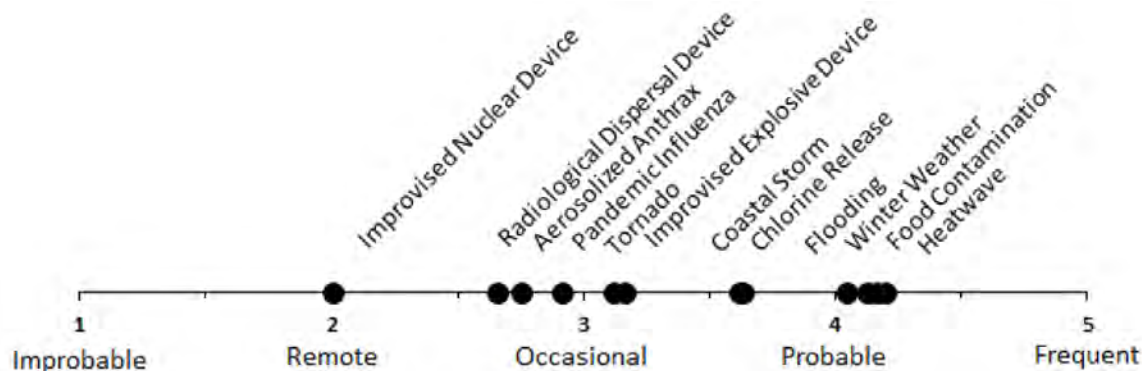 Improvised Nuclear Device
Radiological Dispersal Device
Aerosolized Anthrax
Pandemic Influenza
Tornado
Improvised Explosive Device
Coastal Storm
Chlorine Release
Flooding
Winter Weather
Food Contamination
Heatwave
1 2 3 4 5
Improbable Remote Occasional Probable Frequent